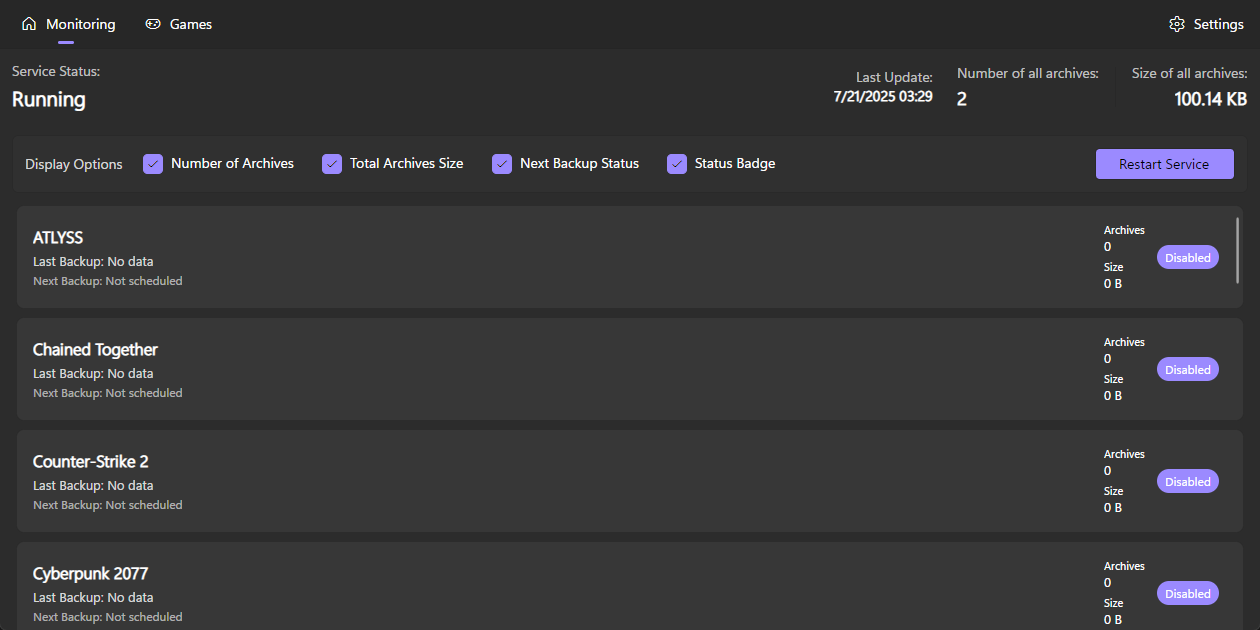 Monitoring
Games
Settings
Service Status:
Running
Last Update:
7/21/2025 03:29
Number of all archives:
2
Size of all archives:
100.14 KB
Display Options
Number of Archives
Total Archives Size
Next Backup Status
Status Badge
Restart Service
ATLYSS
Last Backup: No data
Next Backup: Not scheduled
Archives
0
Size
0 B
Disabled
Chained Together
Last Backup: No data
Next Backup: Not scheduled
Archives
0
Size
0 B
Disabled
Counter-Strike 2
Last Backup: No data
Next Backup: Not scheduled
Archives
0
Size
0 B
Disabled
Cyberpunk 2077
Last Backup: No data
Next Backup: Not scheduled
Archives
0
Size
0 B
Disabled